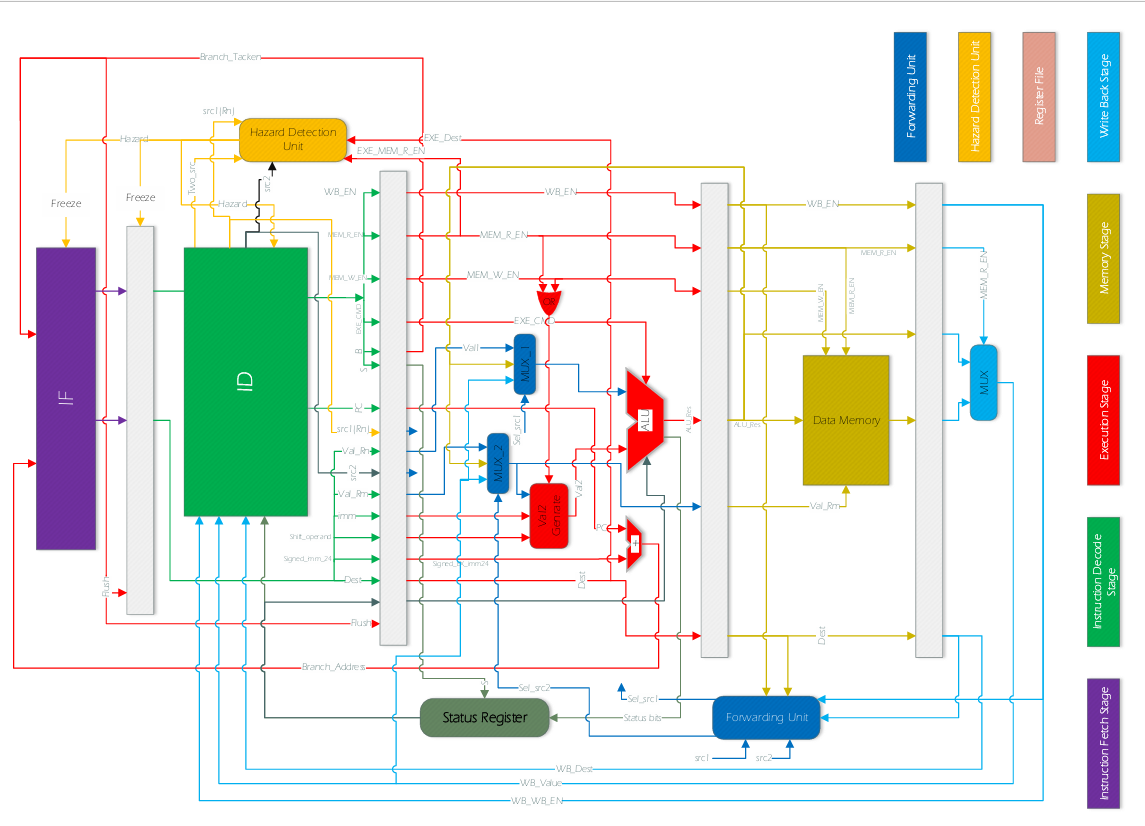 Branch_Tacken
Forwarding Unit
Hazard Detection Unit
Register File
Write Back Stage
src1(Rn)
Hazard
Hazard Detection
Unit
EXE_Dest
EXE_MEM_R_EN
Two_src
src2
Freeze
Freeze
Hazard
WB_EN
WB_EN
WB_EN
MEM_R_EN
MEM_R_EN
MEM_R_EN
MEM_R_EN
MEM_W_EN
MEM_W_EN
MEM_W_EN
MEM_R_EN
Memory Stage
OR
EXE_CMD
EXE_CMD
B
S
Val1
MUX_1
MUX
IF
ID
PC
ALU
ALU_Res
ALU_Res
Data Memory
Execution Stage
src1(Rn)
Sel_src1
Val_Rn
src2
MUX_2
Val_Rm
Val2
Val2
Generate
Val_Rm
Imm
PC
+
Shift_operand
Signed_imm_24
Dest
Dest
Flush
Flush
Dest
Instruction Decode
Stage
Branch_Address
S
Sel_src2
Sel_src1
Status Register
Status bits
Forwarding Unit
src1
src2
WB_Dest
WB_Value
WB_WB_EN
Instruction Fetch Stage